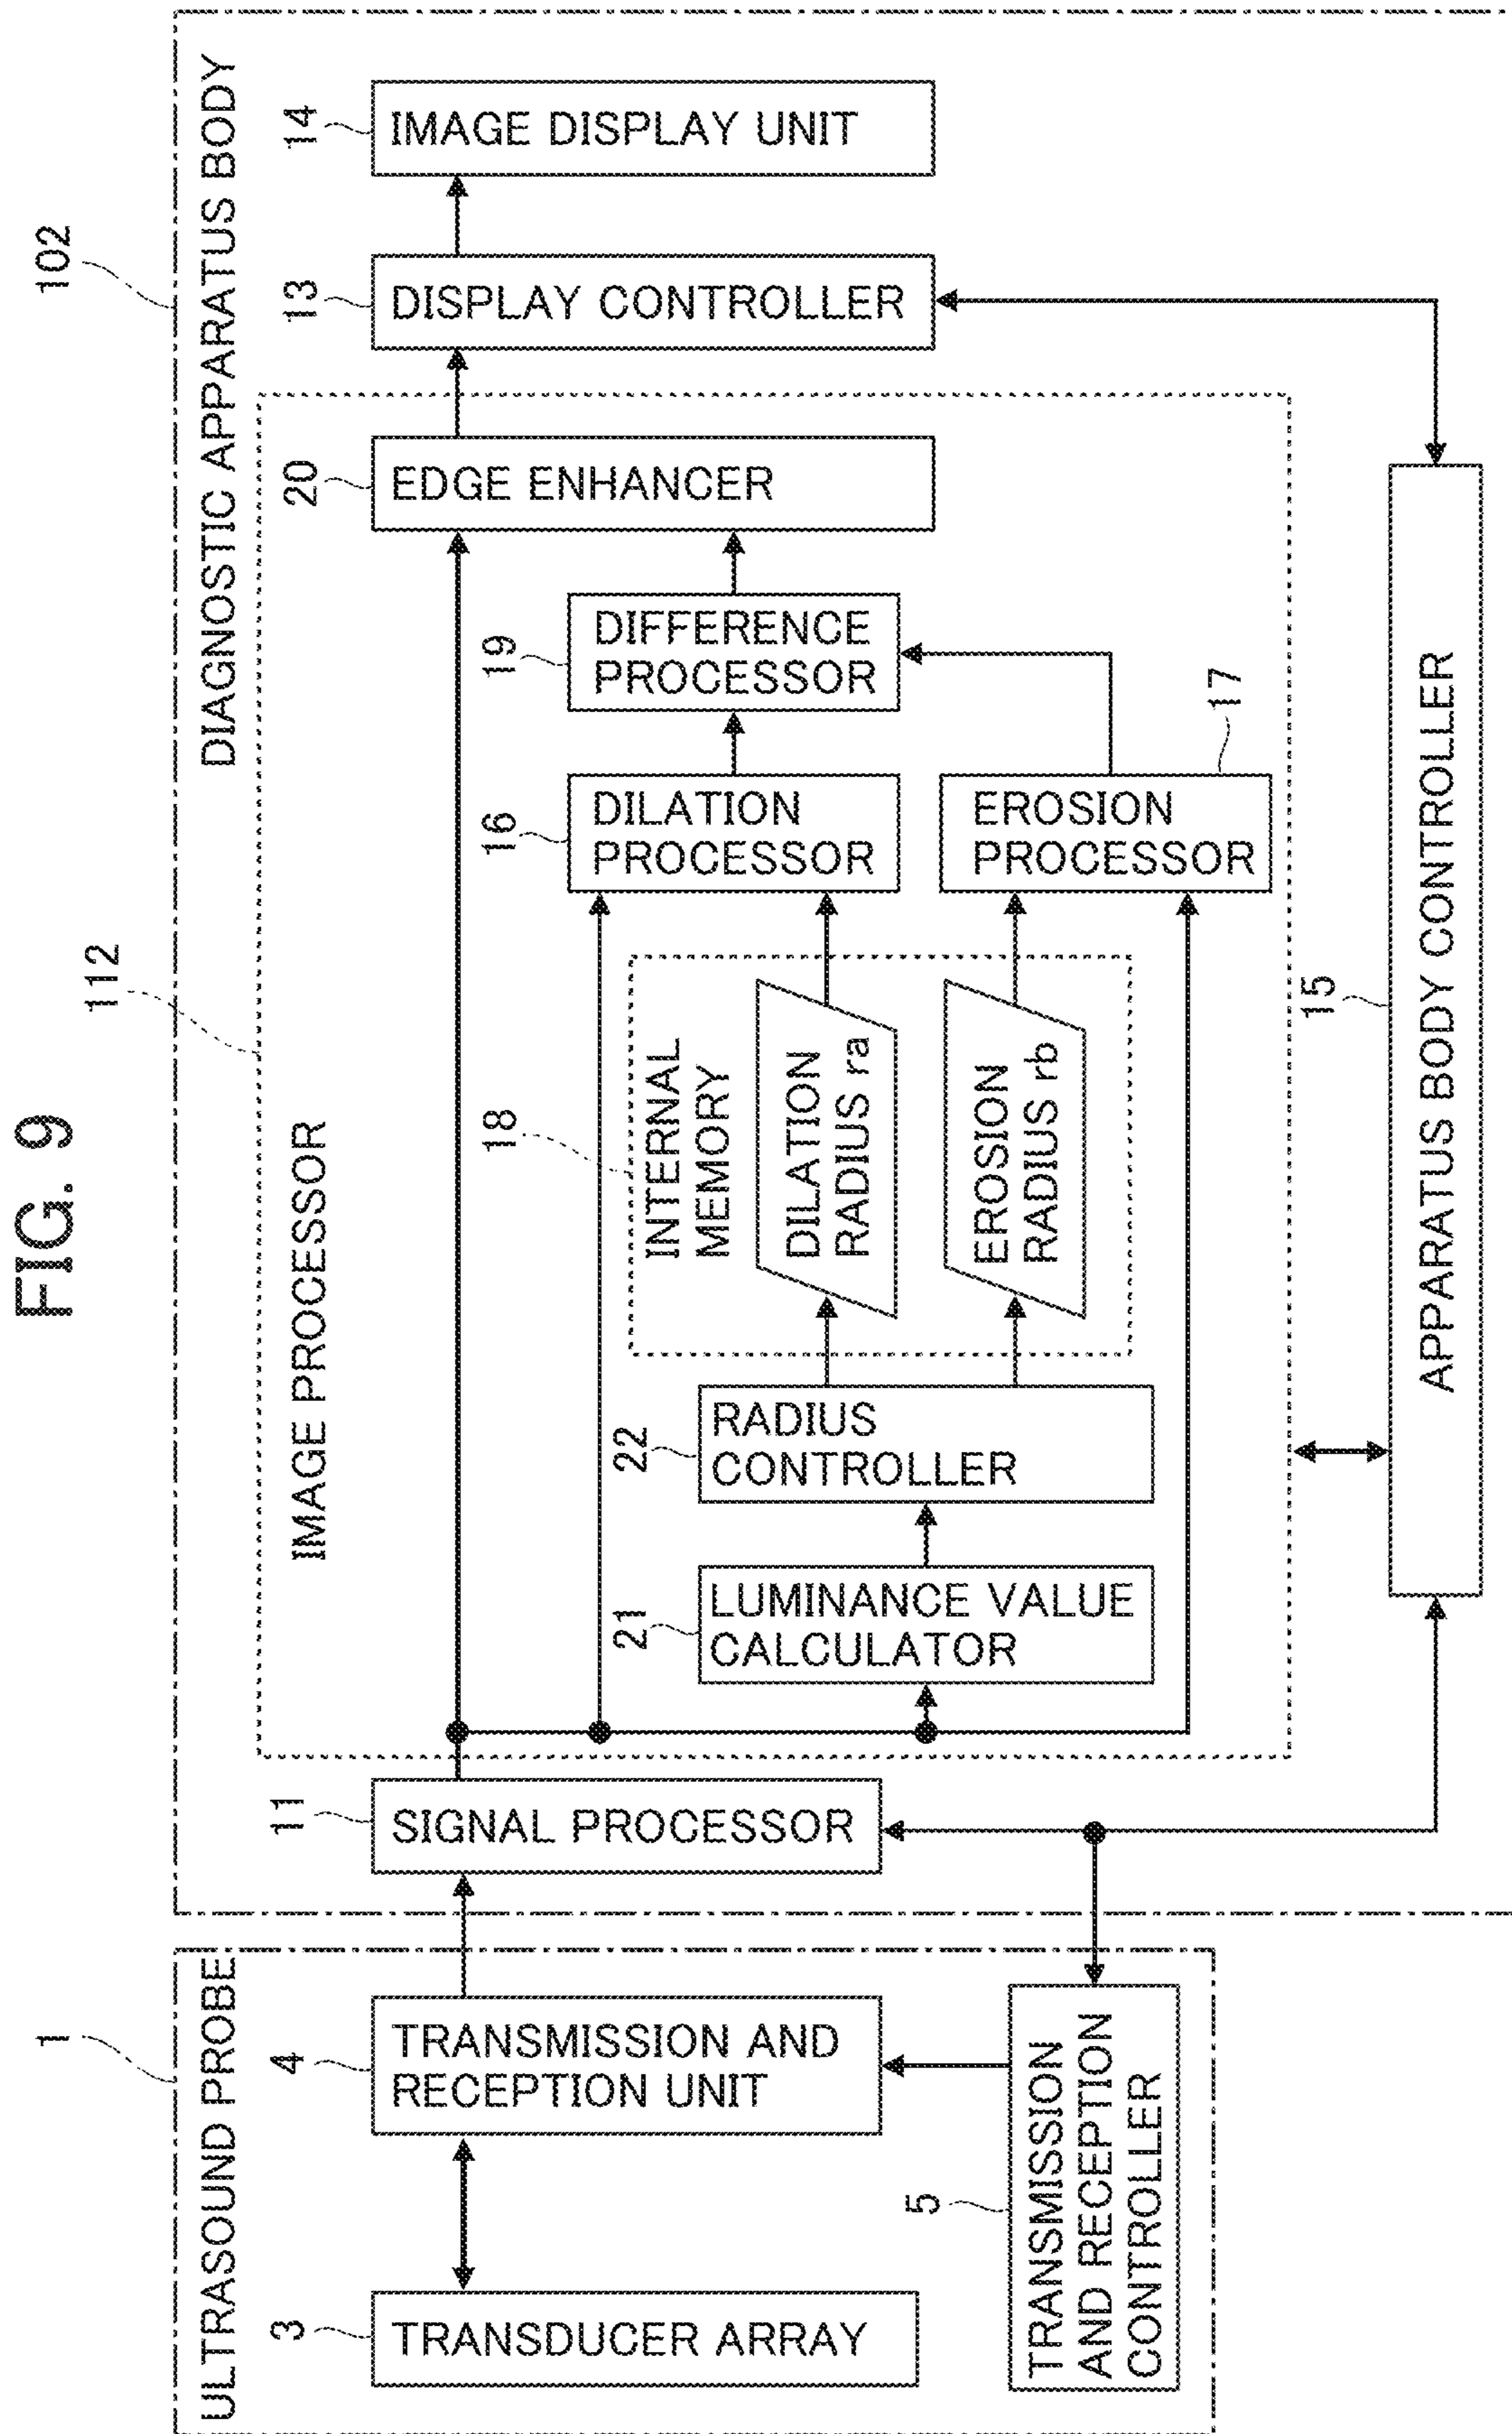 FIG. 9
1
ULTRASOUND PROBE
3
TRANSDUCER ARRAY
4
TRANSMISSION AND
RECEPTION UNIT
5
TRANSMISSION
AND RECEPTION
CONTROLLER
102
DIAGNOSTIC APPARATUS BODY
11
SIGNAL PROCESSOR
112
IMAGE PROCESSOR
21
LUMINANCE VALUE
CALCULATOR
22
RADIUS
CONTROLLER
18
INTERNAL
MEMORY
DILATION
RADIUS ra
EROSION
RADIUS rb
16
DILATION
PROCESSOR
17
EROSION
PROCESSOR
19
DIFFERENCE
PROCESSOR
20
EDGE ENHANCER
13
DISPLAY CONTROLLER
14
IMAGE DISPLAY UNIT
15
APPARATUS BODY CONTROLLER